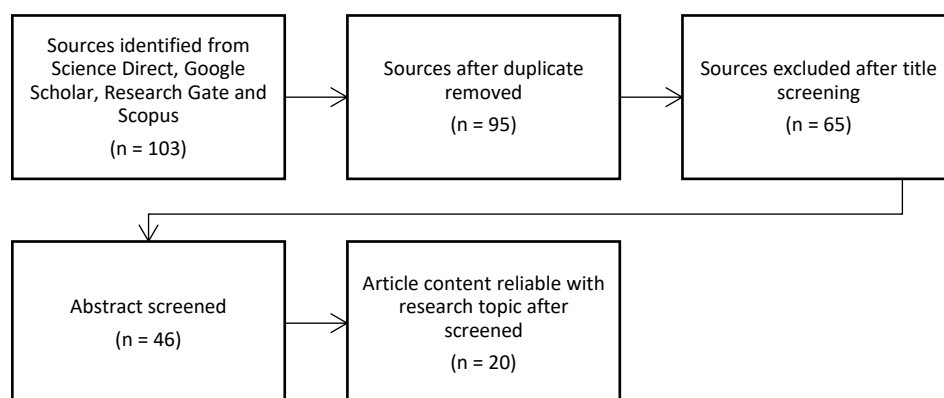 Sources identified from
Science Direct, Google
Scholar, Research Gate and
Scopus
(n = 103)
Sources after duplicate
removed
(n = 95)
Sources excluded after title
screening
(n = 65)
Abstract screened
(n = 46)
Article content reliable with
research topic after
screened
(n = 20)